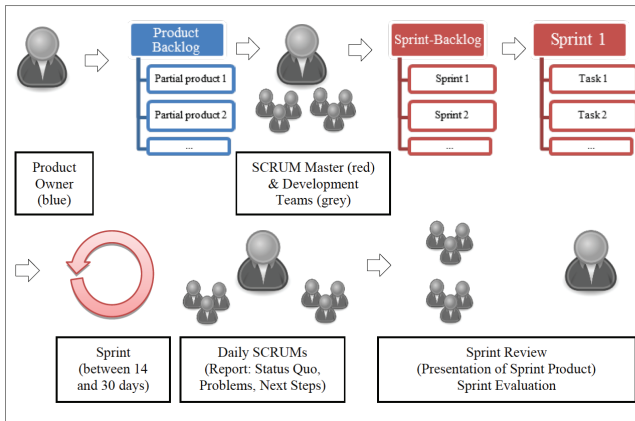 Product
Backlog
Partial product 1
Partial product 2
...
Sprint-Backlog
Sprint 1
Sprint 2
...
Sprint 1
Task 1
Task 2
...
Product
Owner
(blue)
SCRUM Master (red)
& Development
Teams (grey)
Sprint
(between 14
and 30 days)
Daily SCRUMs
(Report: Status Quo,
Problems, Next Steps)
Sprint Review
(Presentation of Sprint Product)
Sprint Evaluation